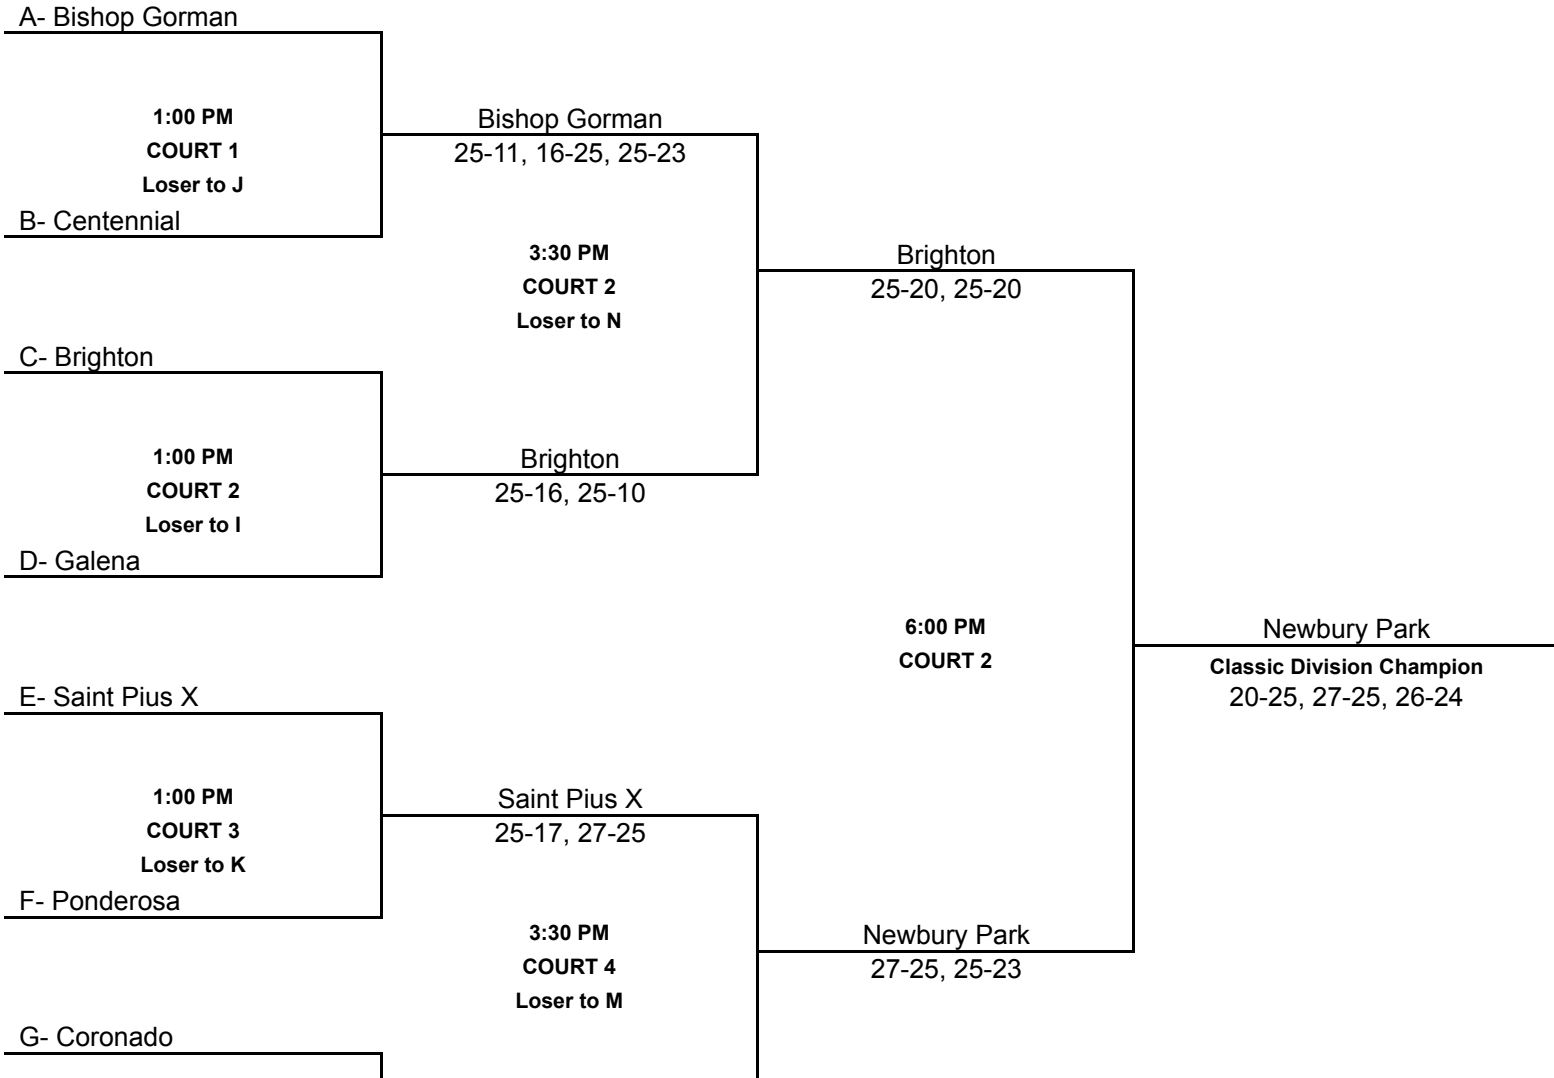 A- Bishop Gorman
1:00 PM
COURT 1
Loser to J
B- Centennial
Bishop Gorman
25-11, 16-25, 25-23
3:30 PM
COURT 2
Loser to N
C- Brighton
1:00 PM
COURT 2
Loser to I
D- Galena
Brighton
25-16, 25-10
Brighton
25-20, 25-20
6:00 PM
COURT 2
Newbury Park
Classic Division Champion
20-25, 27-25, 26-24
E- Saint Pius X
1:00 PM
COURT 3
Loser to K
F- Ponderosa
Saint Pius X
25-17, 27-25
3:30 PM
COURT 4
Loser to M
Newbury Park
27-25, 25-23
G- Coronado